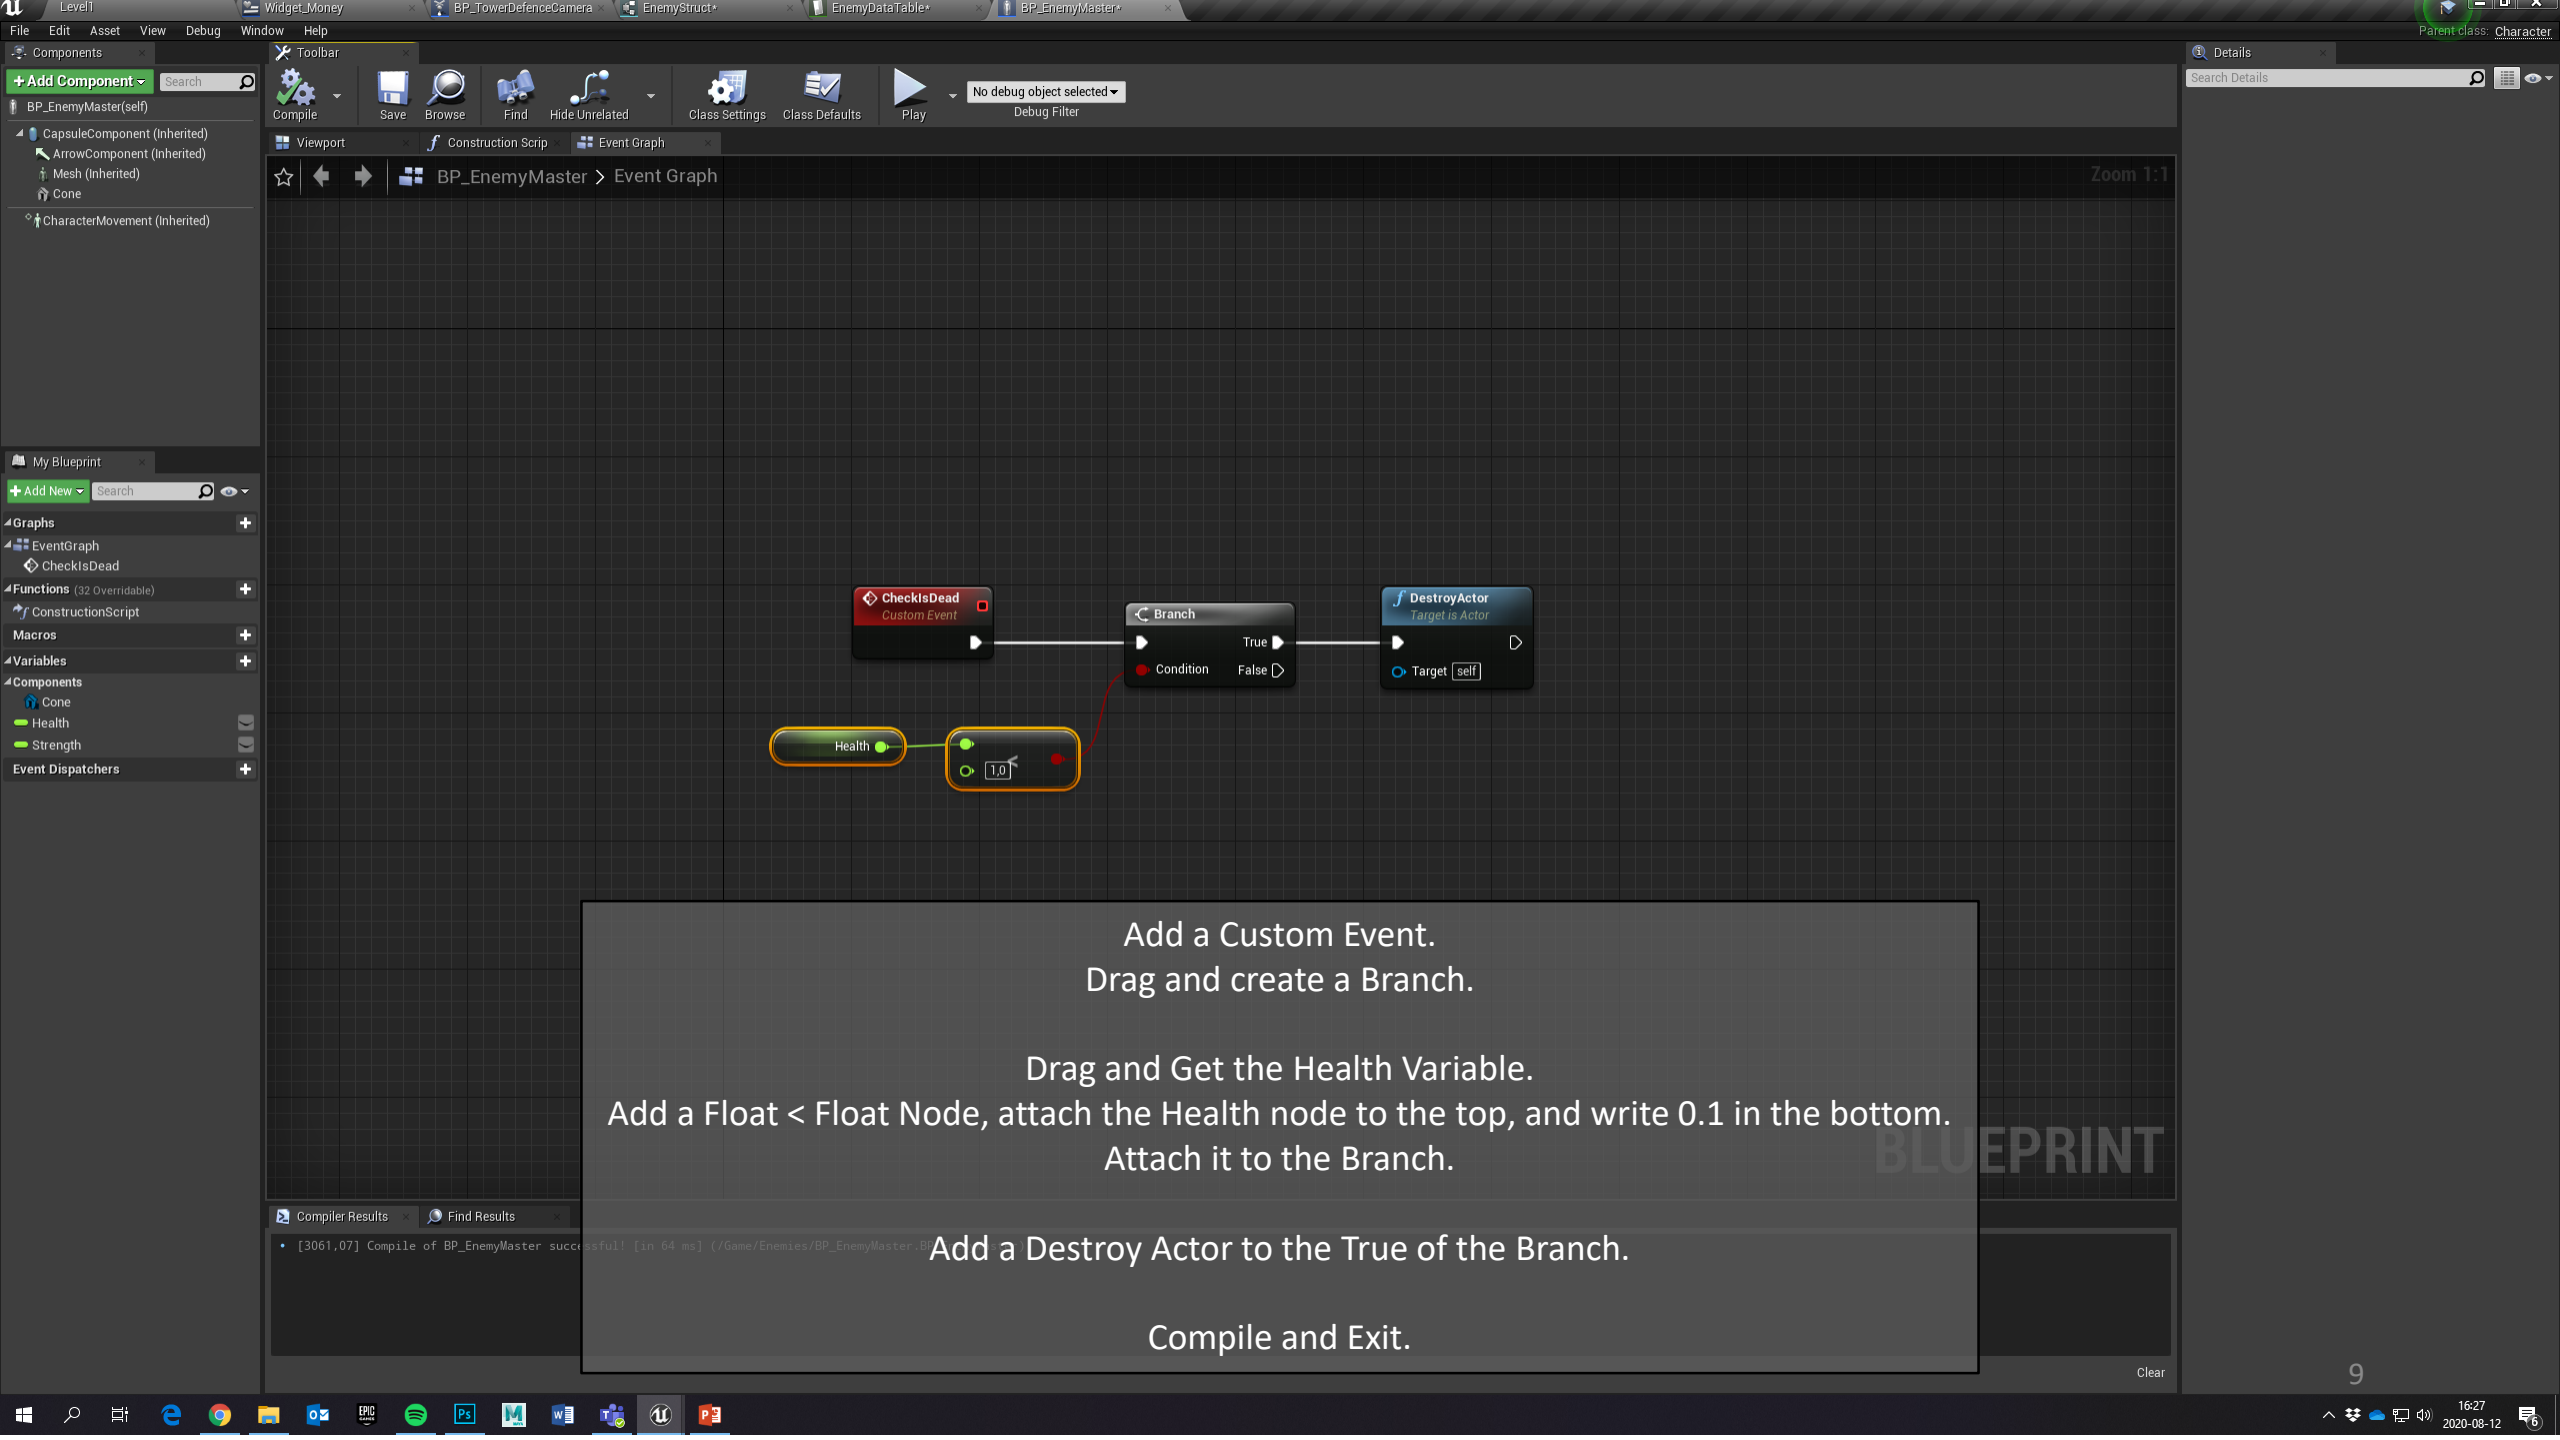 Level1
Widget_Money
BP_TowerDefenceCamera
EnemyStruct*
EnemyDataTable*
BP_EnemyMaster*
File Edit Asset View Debug Window Help
Parent class: Character
Components
Toolbar
Details
+Add Component
Search
Search Details
BP_EnemyMaster(self)
CapsuleComponent (Inherited)
ArrowComponent (Inherited)
Mesh (Inherited)
Cone
CharacterMovement (Inherited)
Compile
Save
Browse
Find
Hide Unrelated
Class Settings
Class Defaults
Play
No debug object selected
Debug Filter
Viewport
Construction Scrip
Event Graph
BP_EnemyMaster > Event Graph
Zoom 1:1
My Blueprint
+Add New
Search
Graphs
EventGraph
CheckIsDead
Functions (32 Overridable)
ConstructionScript
Macros
Variables
Components
Cone
Health
Strength
Event Dispatchers
CheckIsDead
Custom Event
Branch
True
Condition
False
DestroyActor
Target is Actor
Target self
Health
<
1,0
Add a Custom Event.
Drag and create a Branch.
Drag and Get the Health Variable.
Add a Float < Float Node, attach the Health node to the top, and write 0.1 in the bottom.
Attach it to the Branch.
Add a Destroy Actor to the True of the Branch.
Compile and Exit.
BLUEPRINT
Compiler Results
Find Results
[3061,07] Compile of BP_EnemyMaster successful! [in 64 ms] (/Game/Enemies/BP_EnemyMaster.
Clear
9
16:27
2020-08-12
6